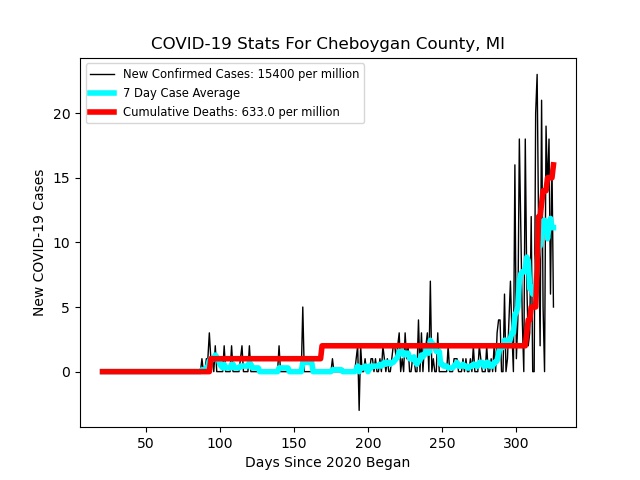 COVID-19 Stats For Cheboygan County, MI
New Confirmed Cases: 15400 per million
7 Day Case Average
Cumulative Deaths: 633.0 per million
New COVID-19 Cases
20
15
10
5
0
50 100 150 200 250 300
Days Since 2020 Began